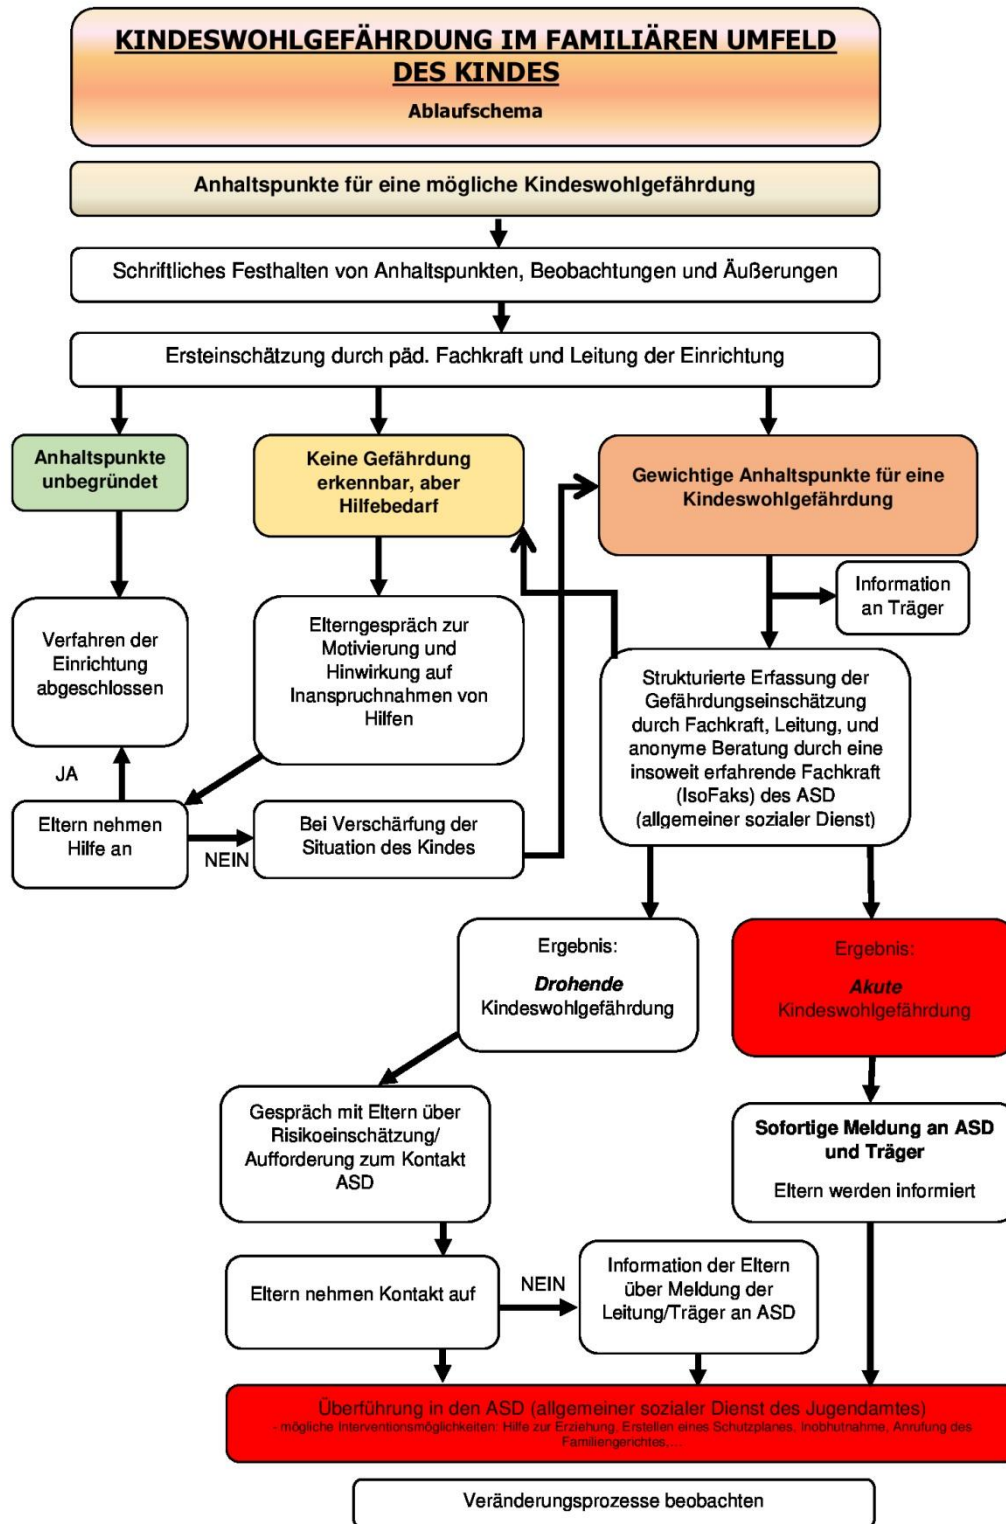 KINDESWOHLGEFÄHRDUNG IM FAMILIÄREN UMFELD
DES KINDES
Ablaufschema
Anhaltspunkte für eine mögliche Kindeswohlgefährdung
Schriftliches Festhalten von Anhaltspunkten, Beobachtungen und Äußerungen
Ersteinschätzung durch päd. Fachkraft und Leitung der Einrichtung
Anhaltspunkte
unbegründet
Keine Gefährdung
erkennbar, aber
Hilfebedarf
Gewichtige Anhaltspunkte für eine
Kindeswohlgefährdung
Information
an Träger
Verfahren der
Einrichtung
abgeschlossen
Elterngespräch zur
Motivierung und
Hinwirkung auf
Inanspruchnahmen von
Hilfen
Strukturierte Erfassung der
Gefährdungseinschätzung
durch Fachkraft, Leitung, und
anonyme Beratung durch eine
insoweit erfahrende Fachkraft
(IsoFaks) des ASD
(allgemeiner sozialer Dienst)
JA
Eltern nehmen
Hilfe an
NEIN
Bei Verschärfung der
Situation des Kindes
Ergebnis:
Drohende
Kindeswohlgefährdung
Ergebnis:
Akute
Kindeswohlgefährdung
Gespräch mit Eltern über
Risikoeinschätzung/
Aufforderung zum Kontakt
ASD
Sofortige Meldung an ASD
und Träger
Eltern werden informiert
Eltern nehmen Kontakt auf
NEIN
Information der Eltern
über Meldung der
Leitung/Träger an ASD
Überführung in den ASD (allgemeiner sozialer Dienst des Jugendamtes)
- mögliche Interventionsmöglichkeiten: Hilfe zur Erziehung, Erstellen eines Schutzplanes, Inobhutnahme, Anrufung des
Familiengerichtes,...
Veränderungsprozesse beobachten